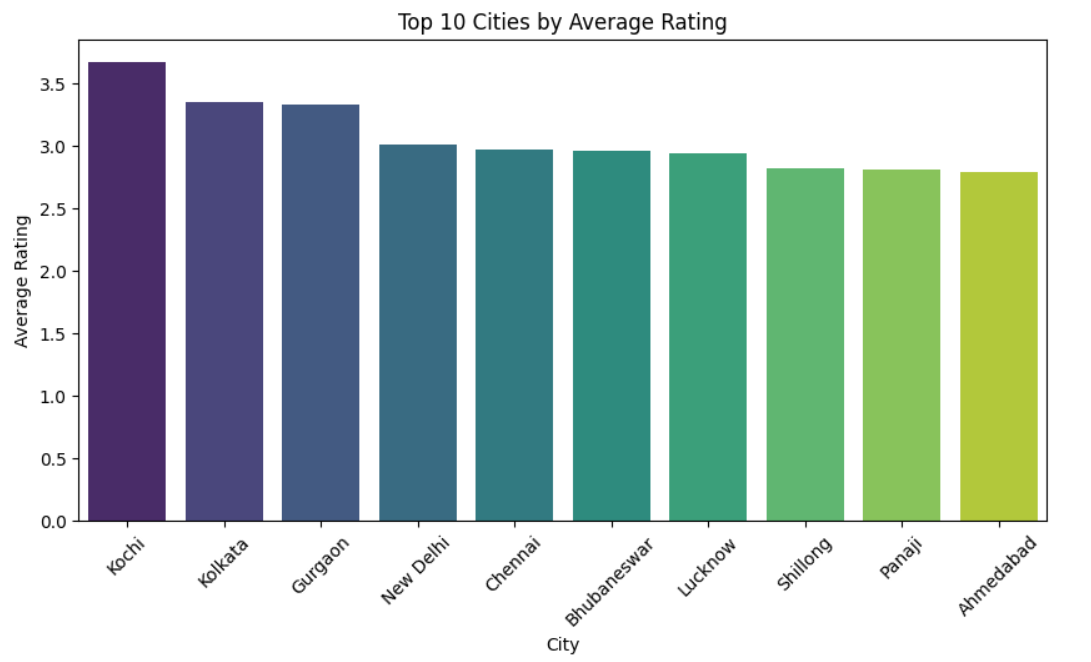 Top 10 Cities by Average Rating
Average Rating
3.5
3.0
2.5
2.0
1.5
1.0
0.5
0.0
Kochi
Kolkata
Gurgaon
New Delhi
Chennai
Bhubaneswar
Lucknow
Shillong
Panaji
Ahmedabad
City